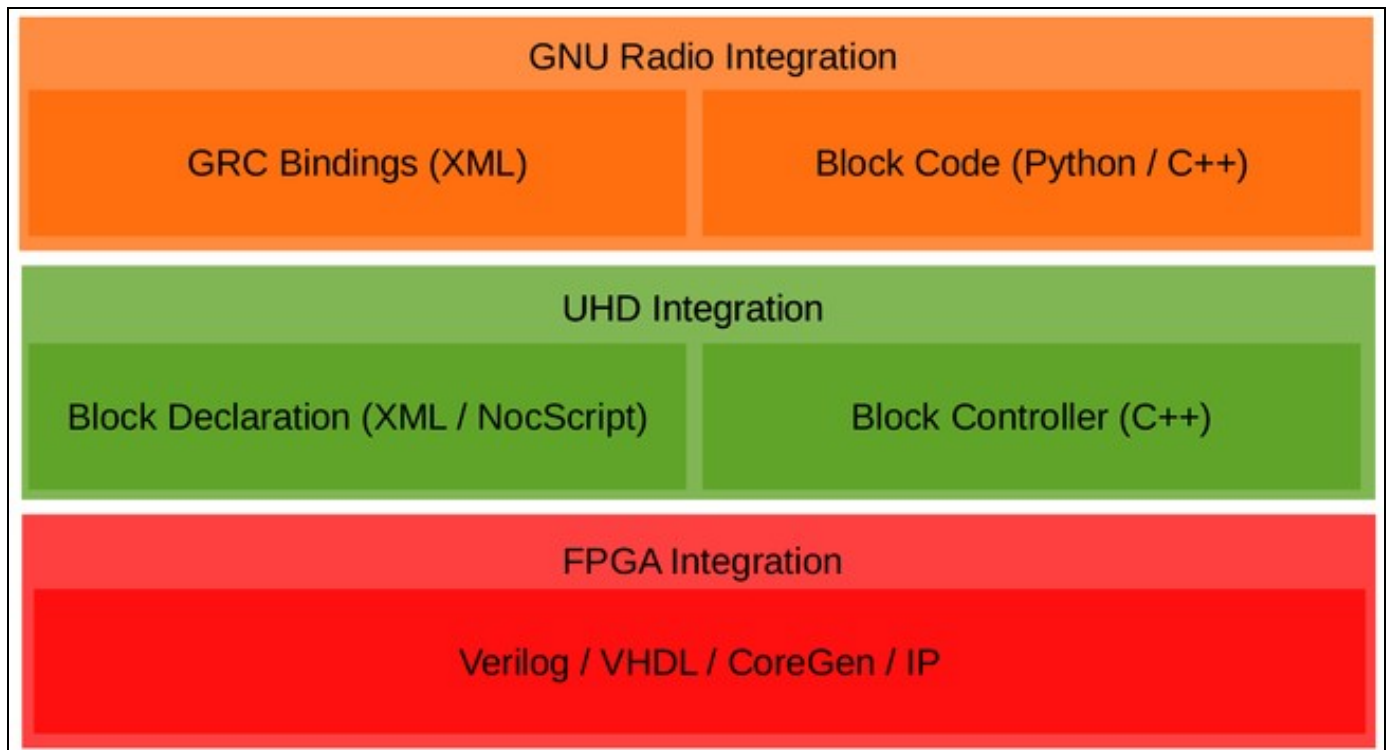 GNU Radio Integration
GRC Bindings (XML)
Block Code (Python / C++)
UHD Integration
Block Declaration (XML / NocScript)
Block Controller (C++)
FPGA Integration
Verilog / VHDL / CoreGen / IP